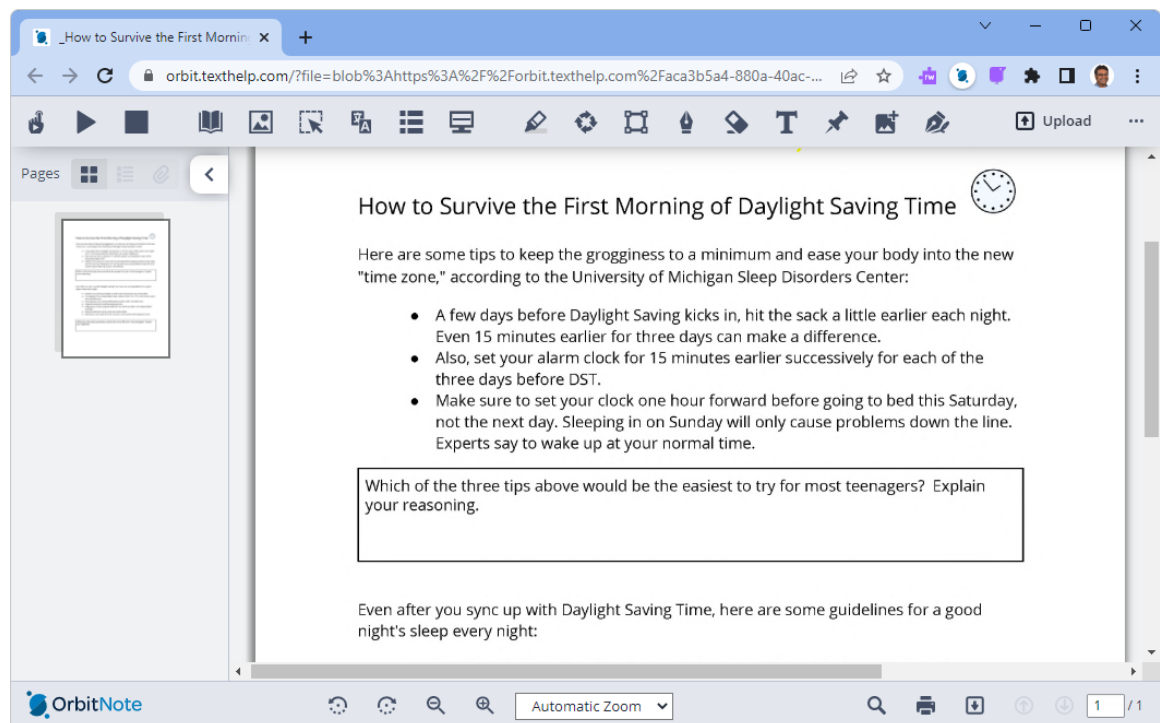 _How to Survive the First Mornin
orbit.texthelp.com/?file=blob%3Ahttps%3A%2F%2Forbit.texthelp.com%2Faca3b5a4-880a-40ac-...
rw
Upload
Pages
How to Survive the First Morning of Daylight Saving Time
Here are some tips to keep the grogginess to a minimum and ease your body into the new
"time zone," according to the University of Michigan Sleep Disorders Center:
● A few days before Daylight Saving kicks in, hit the sack a little earlier each night.
Even 15 minutes earlier for three days can make a difference.
● Also, set your alarm clock for 15 minutes earlier successively for each of the
three days before DST.
● Make sure to set your clock one hour forward before going to bed this Saturday,
not the next day. Sleeping in on Sunday will only cause problems down the line.
Experts say to wake up at your normal time.
Which of the three tips above would be the easiest to try for most teenagers? Explain
your reasoning.
Even after you sync up with Daylight Saving Time, here are some guidelines for a good
night's sleep every night:
OrbitNote
Automatic Zoom
1 / 1